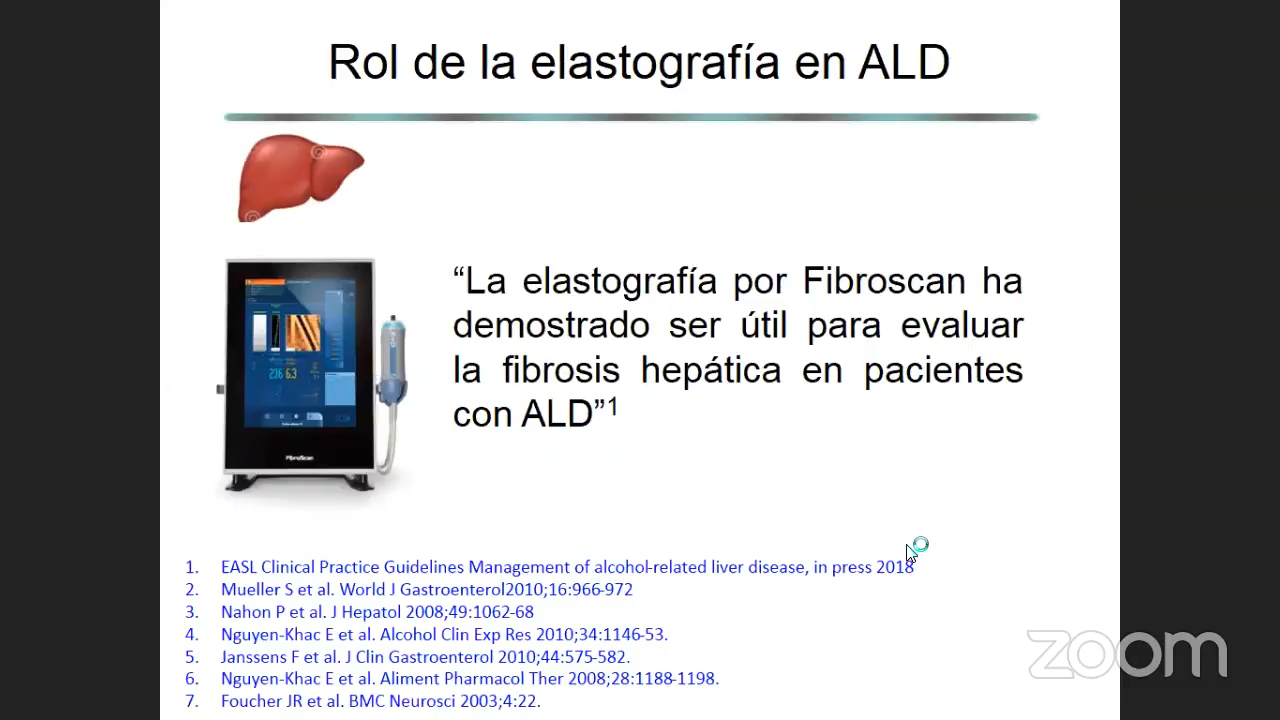 Rol de la elastografía en ALD
“La elastografía por Fibroscan ha
demostrado ser útil para evaluar
la fibrosis hepática en pacientes
con ALD”1
236 6.3
FibroScan
1. EASL Clinical Practice Guidelines Management of alcohol-related liver disease, in press 2018
2. Mueller S et al. World J Gastroenterol2010;16:966-972
3. Nahon P et al. J Hepatol 2008;49:1062-68
4. Nguyen-Khac E et al. Alcohol Clin Exp Res 2010;34:1146-53.
5. Janssens F et al. J Clin Gastroenterol 2010;44:575-582.
6. Nguyen-Khac E et al. Aliment Pharmacol Ther 2008;28:1188-1198.
7. Foucher JR et al. BMC Neurosci 2003;4:22.
zoom